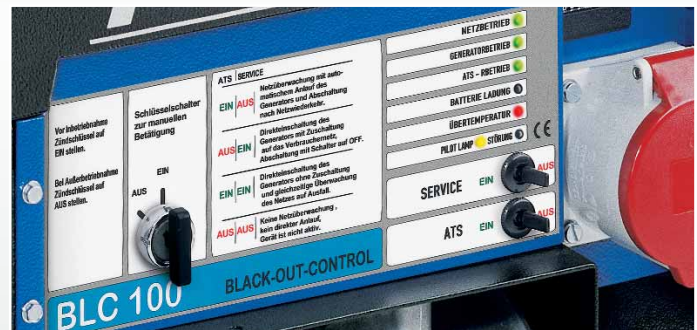 Vor Inbetriebnahme
Zündschlüssel auf
EIN stellen.
Bei Außerbetriebnahme
Zündschlüssel auf
AUS stellen.
Schlüsselschalter
zur manuellen
Betätigung
EIN
AUS
ATS SERVICE
EIN AUS
Netzüberwachung mit auto-
matischem Anlauf des
Generators und Abschaltung
nach Netzwiederkehr.
AUS EIN
Direkteinschaltung des
Generators mit Zuschaltung
auf das Verbrauchernetz,
Abschaltung mit Schalter auf OFF.
EIN EIN
Direkteinschaltung des
Generators ohne Zuschaltung
und gleichzeitige Überwachung
des Netzes auf Ausfall.
AUS AUS
Keine Netzüberwachung,
kein direkter Anlauf,
Gerät ist nicht aktiv.
NETZBETRIEB
GENERATORBETRIEB
ATS - RBETRIEB
BATTERIE LADUNG
ÜBERTEMPERATUR
PILOT LAMP STÖRUNG
CE
SERVICE EIN AUS
ATS EIN AUS
BLC 100 BLACK-OUT-CONTROL